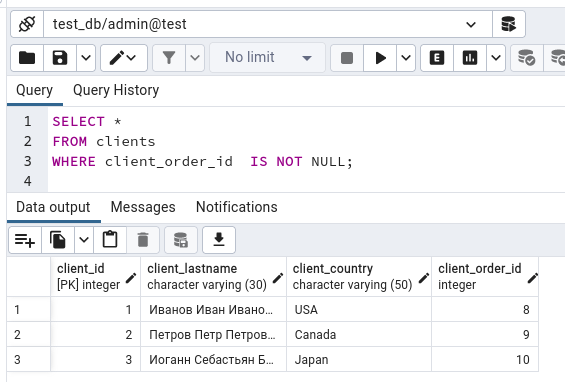 test_db/admin@test
No limit
E
Query Query History
1 SELECT *
2 FROM clients
3 WHERE client_order_id IS NOT NULL;
4
Data output Messages Notifications
client_id client_lastname client_country client_order_id
[PK] integer character varying (30) character varying (50) integer
1 1 Иванов Иван Ивано... USA 8
2 2 Петров Петр Петров... Canada 9
3 3 Иоганн Себастьян Б... Japan 10